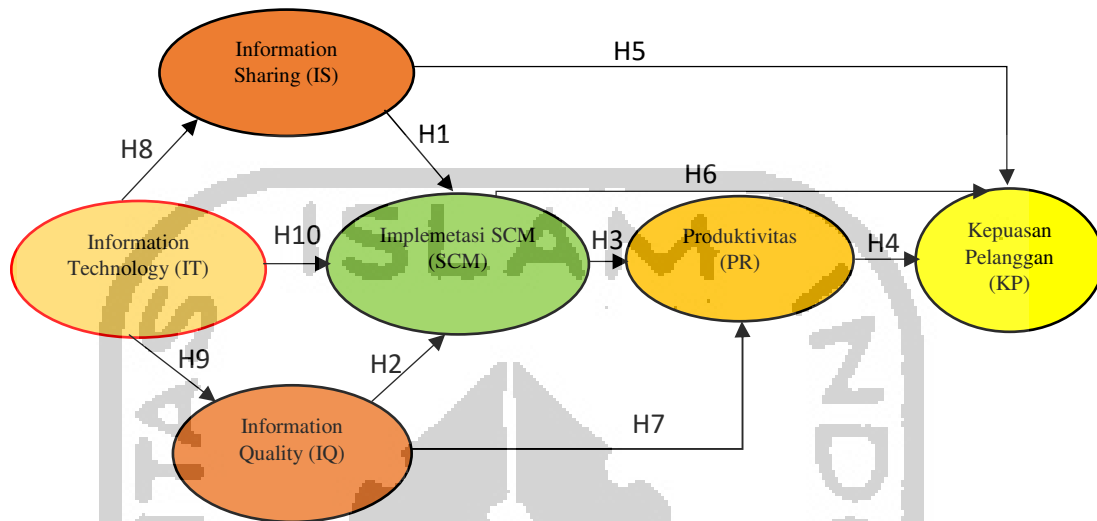 Information
Sharing (IS)
H5
H8
H1
H6
Information
Technology (IT)
H10
Implemetasi SCM
(SCM)
H3
Produktivitas
(PR)
H4
Kepuasan
Pelanggan
(KP)
H9
H2
Information
Quality (IQ)
H7
ISLAM